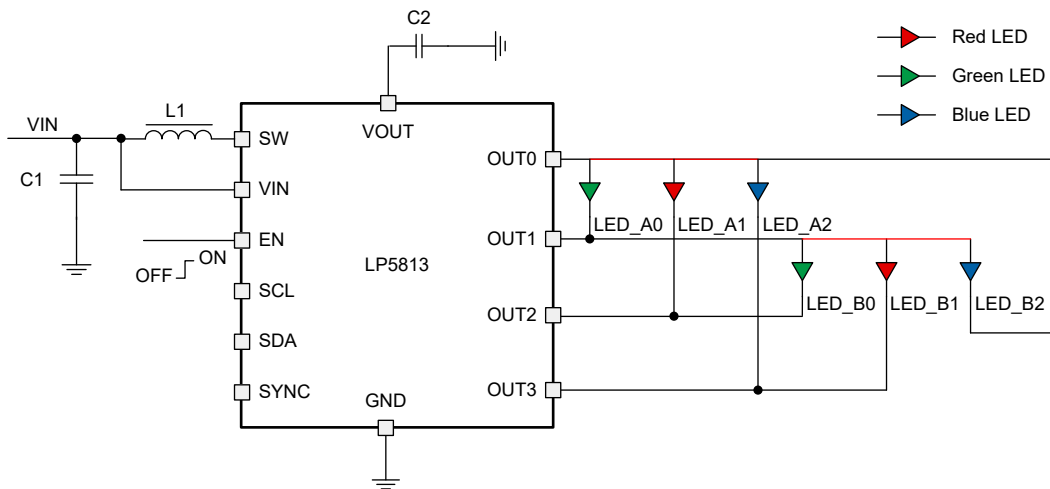 C2
Red LED
Green LED
Blue LED
VIN
L1
C1
SW
VOUT
OUT0
VIN
LED_A0
LED_A1
LED_A2
EN
OFF
ON
LP5813
OUT1
SCL
LED_B0
LED_B1
LED_B2
OUT2
SDA
SYNC
GND
OUT3